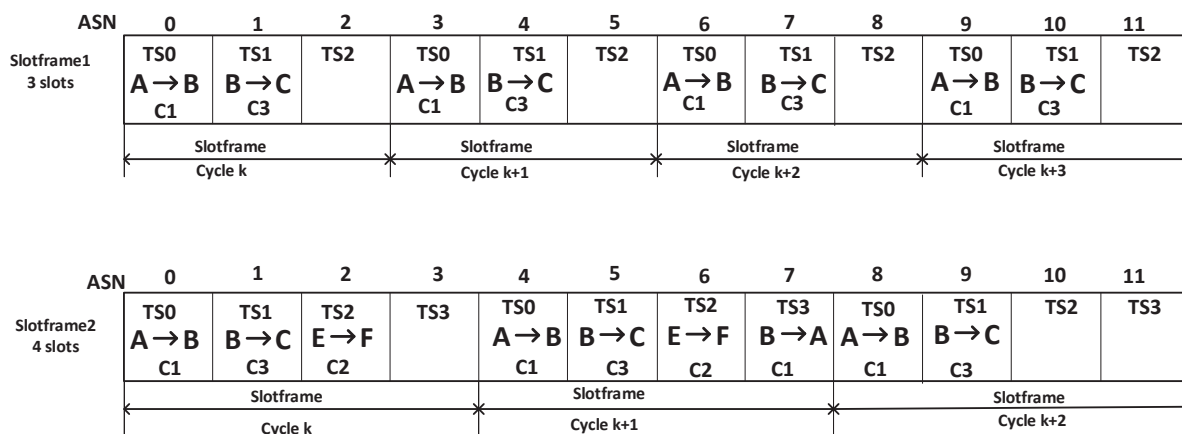 ASN 0 1 2 3 4 5 6 7 8 9 10 11
Slotframe1
3 slots
TS0 TS1 TS2 TS0 TS1 TS2 TS0 TS1 TS2 TS0 TS1 TS2
A→B B→C A→B B→C A→B B→C A→B B→C
C1 C3 C1 C3 C1 C3 C1 C3
Slotframe Slotframe Slotframe Slotframe
Cycle k Cycle k+1 Cycle k+2 Cycle k+3
ASN 0 1 2 3 4 5 6 7 8 9 10 11
Slotframe2
4 slots
TS0 TS1 TS2 TS3 TS0 TS1 TS2 TS3 TS0 TS1 TS2 TS3
A→B B→C E→F A→B B→C E→F B→A A→B B→C
C1 C3 C2 C1 C3 C2 C1 C1 C3
Slotframe Slotframe Slotframe
Cycle k Cycle k+1 Cycle k+2